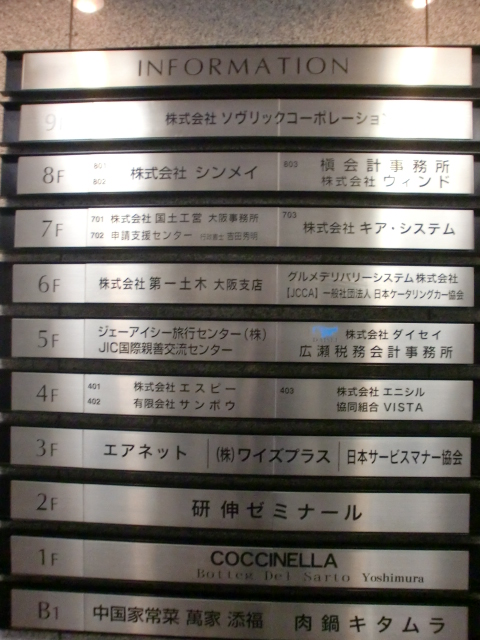 INFORMATION
9F 株式会社 ソヴリックコーポレーション
8F 801 802 株式会社 シンメイ 803 槇会計事務所
株式会社 ウィンド
7F 701 株式会社 国土工営 大阪事務所 703 株式会社 キア・システム
702 申請支援センター 行政書士 吉田秀明
6F 株式会社 第一土木 大阪支店 グルメデリバリーシステム株式会社
【JCCA】一般社団法人 日本ケータリングカー協会
5F ジェーアイシー旅行センター(株) 株式会社 ダイセイ
JIC国際親善交流センター 広瀬税務会計事務所
4F 401 株式会社 エスピー 403 株式会社 エニシル
402 有限会社 サンボウ 協同組合 VISTA
3F エアネット (株)ワイズプラス 日本サービスマナー協会
2F 研伸ゼミナール
1F COCCINELLA
Botteg Del Sarto Yoshimura
B1 中国家常菜 萬家 添福 肉鍋キタムラ